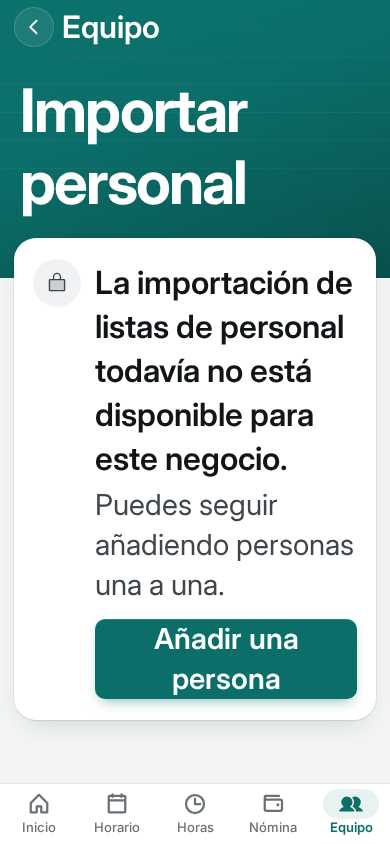 Equipo
Importar
personal
La importación de
listas de personal
todavía no está
disponible para
este negocio.
Puedes seguir
añadiendo personas
una a una.
Añadir una
persona
Inicio
Horario
Horas
Nómina
Equipo